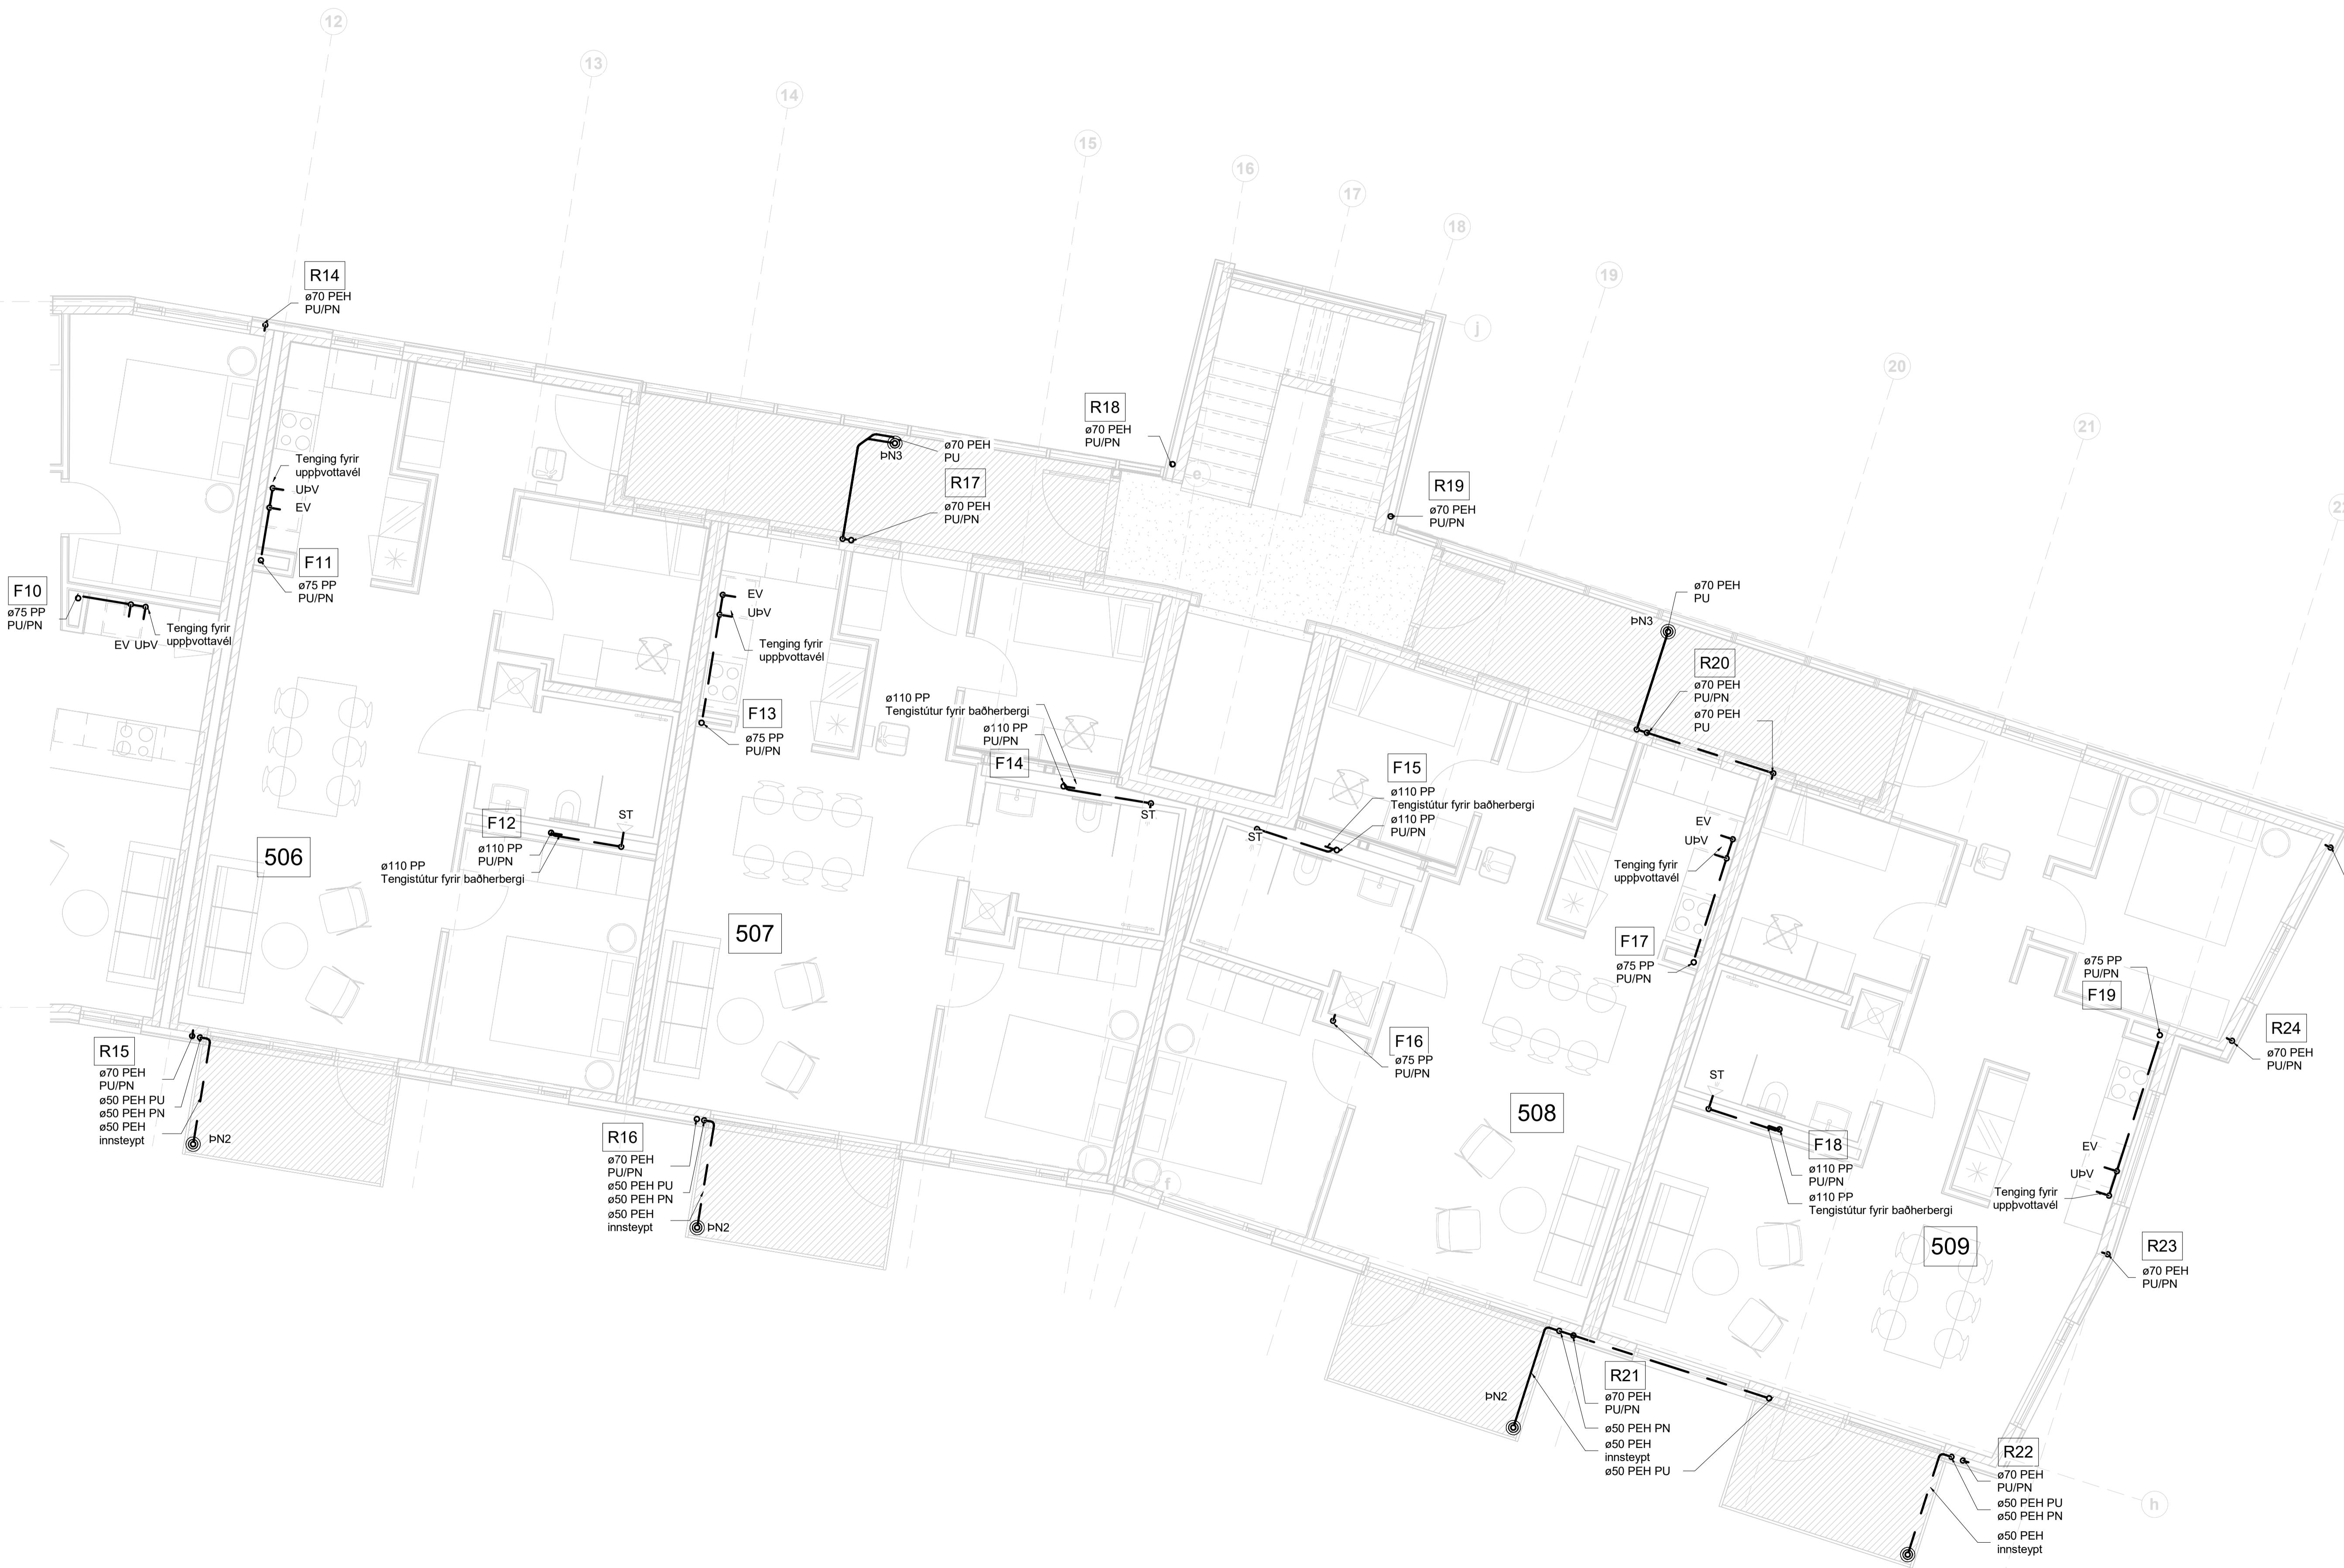 12
13
14
15
16
17
18
19
20
21
j
e
f
h
R14
ø70 PEH
PU/PN
Tenging fyrir
uppþvottavél
UÞV
EV
F11
ø75 PP
PU/PN
F10
ø75 PP
PU/PN
EV UÞV
Tenging fyrir
uppþvottavél
ÞN3
ø70 PEH
PU
R17
ø70 PEH
PU/PN
R18
ø70 PEH
PU/PN
R19
ø70 PEH
PU/PN
EV
UÞV
Tenging fyrir
uppþvottavél
F13
ø75 PP
PU/PN
ø110 PP
Tengistútur fyrir baðherbergi
ø110 PP
PU/PN
F14
ST
ST
F15
ø110 PP
Tengistútur fyrir baðherbergi
ø110 PP
PU/PN
ø70 PEH
PU
ÞN3
R20
ø70 PEH
PU/PN
ø70 PEH
PU
EV
UÞV
Tenging fyrir
uppþvottavél
F17
ø75 PP
PU/PN
F12
ST
ø110 PP
PU/PN
ø110 PP
Tengistútur fyrir baðherbergi
506
507
508
509
F16
ø75 PP
PU/PN
ø75 PP
PU/PN
F19
R24
ø70 PEH
PU/PN
ST
F18
ø110 PP
PU/PN
ø110 PP
Tengistútur fyrir baðherbergi
EV
UÞV
Tenging fyrir
uppþvottavél
R23
ø70 PEH
PU/PN
R15
ø70 PEH
PU/PN
ø50 PEH PU
ø50 PEH PN
ø50 PEH
innsteypt
ÞN2
R16
ø70 PEH
PU/PN
ø50 PEH PU
ø50 PEH PN
ø50 PEH
innsteypt
ÞN2
ÞN2
R21
ø70 PEH
PU/PN
ø50 PEH PN
ø50 PEH
innsteypt
ø50 PEH PU
R22
ø70 PEH
PU/PN
ø50 PEH PU
ø50 PEH PN
ø50 PEH
innsteypt